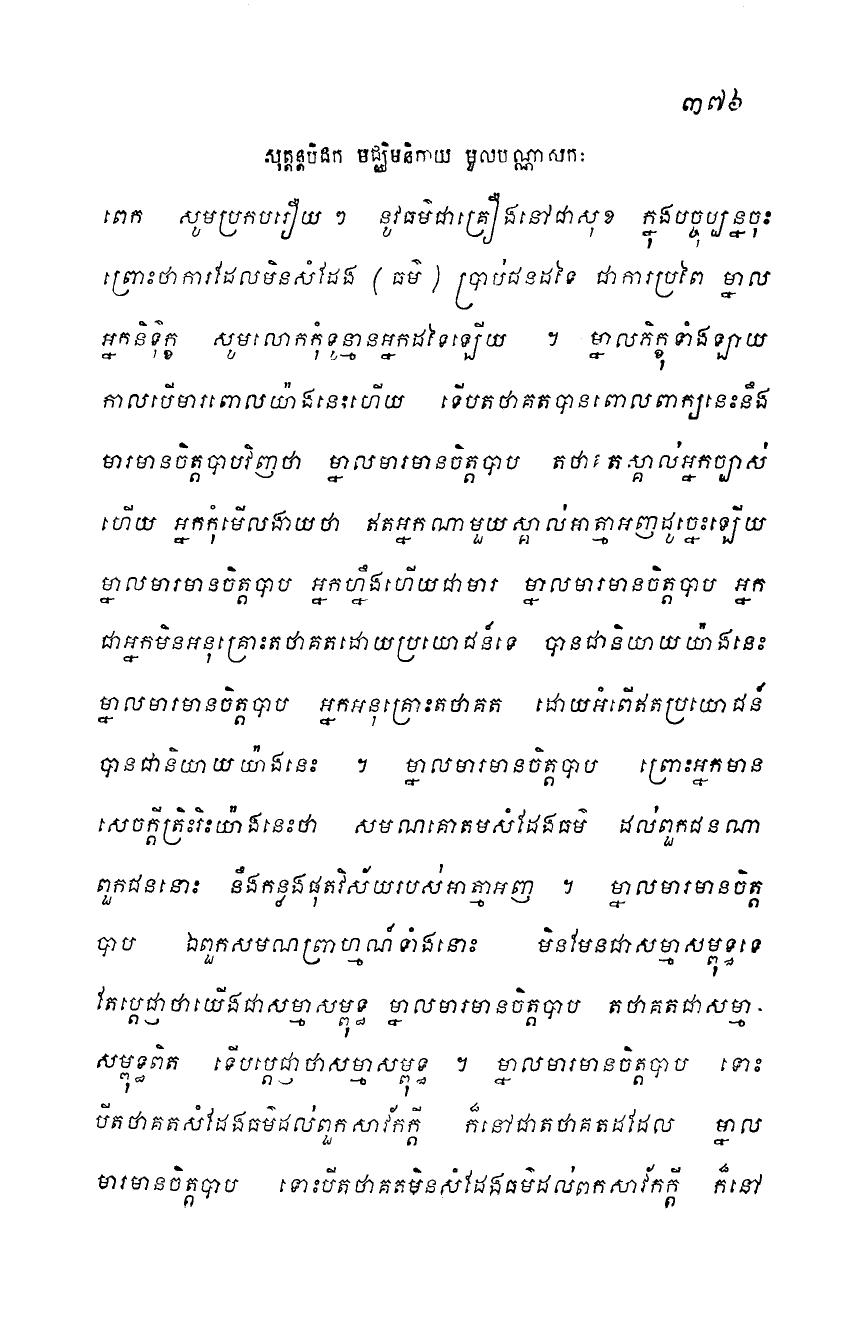 ៣៧៦
សុត្តន្តបិដក មជ្ឈិមនិកាយ មូលបណ្ណាសកៈ
ពេក សូមប្រកបរឿយ ៗ នូវធម៌ជាគ្រឿងនៅជាសុខ ក្នុងបច្ចុប្បន្នចុះ
ព្រោះថាការដែលមិនសំដែង ( ធម៌ ) ប្រាប់ជនដទៃ ជាការប្រពៃ ម្នាល
អ្នកនិទ៌ុក្ខ សូមលោកកុំទូន្មានអ្នកដទៃឡើយ ។ ម្នាលភិក្ខុទាំងឡាយ
កាលបើមារពោលយ៉ាងនេះហើយ ទើបតថាគតបានពោលពាក្យនេះនឹង
មារមានចិត្តបាបវិញថា ម្នាលមារមានចិត្តបាប តថាគតស្គាល់អ្នកច្បាស់
ហើយ អ្នកកុំមើលងាយថា ឥតអ្នកណាមួយស្គាល់អាត្មាអញដូច្នេះឡើយ
ម្នាលមារមានចិត្តបាប អ្នកហ្នឹងហើយជាមារ ម្នាលមារមានចិត្តបាប អ្នក
ជាអ្នកមិនអនុគ្រោះតថាគតដោយប្រយោជន៍ទេ បានជានិយាយយ៉ាងនេះ
ម្នាលមារមានចិត្តបាប អ្នកអនុគ្រោះតថាគត ដោយអំពើឥតប្រយោជន៍
បានជានិយាយយ៉ាងនេះ ។ ម្នាលមារមានចិត្តបាប ព្រោះអ្នកមាន
សេចក្តីត្រិះរិះយ៉ាងនេះថា សមណគោតមសំដែងធម៌ ដល់ពួកជនណា
ពួកជននោះ នឹងកន្លងផុតវិស័យរបស់អាត្មាអញ ។ ម្នាលមារមានចិត្ត
បាប ឯពួកសមណព្រាហ្មណ៍ទាំងនោះ មិនមែនជាសម្មាសម្ពុទ្ធទេ
តែប្តេជ្ញាថាយើងជាសម្មាសម្ពុទ្ធ ម្នាលមារមានចិត្តបាប តថាគតជាសម្មា-
សម្ពុទ្ធពិត ទើបប្តេជ្ញាថាសម្មាសម្ពុទ្ធ ។ ម្នាលមារមានចិត្តបាប ទោះ
បីតថាគតសំដែងធម៌ដល់ពួកសាវ័កក្តី ក៏នៅជាតថាគតដដែល ម្នាល
មារមានចិត្តបាប ទោះបីតថាគតមិនសំដែងធម៌ដល់ពកសាវ័កក្តី ក៏នៅ